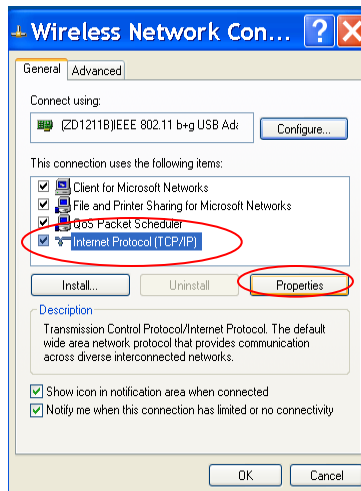 Wireless Network Con...
General Advanced
Connect using:
(ZD1211B)IEEE 802.11 b+g USB Ada
Configure...
This connection uses the following items:
Client for Microsoft Networks
File and Printer Sharing for Microsoft Networks
QoS Packet Scheduler
Internet Protocol (TCP/IP)
Install... Uninstall Properties
Description
Transmission Control Protocol/Internet Protocol. The default
wide area network protocol that provides communication
across diverse interconnected networks.
Show icon in notification area when connected
Notify me when this connection has limited or no connectivity
OK Cancel